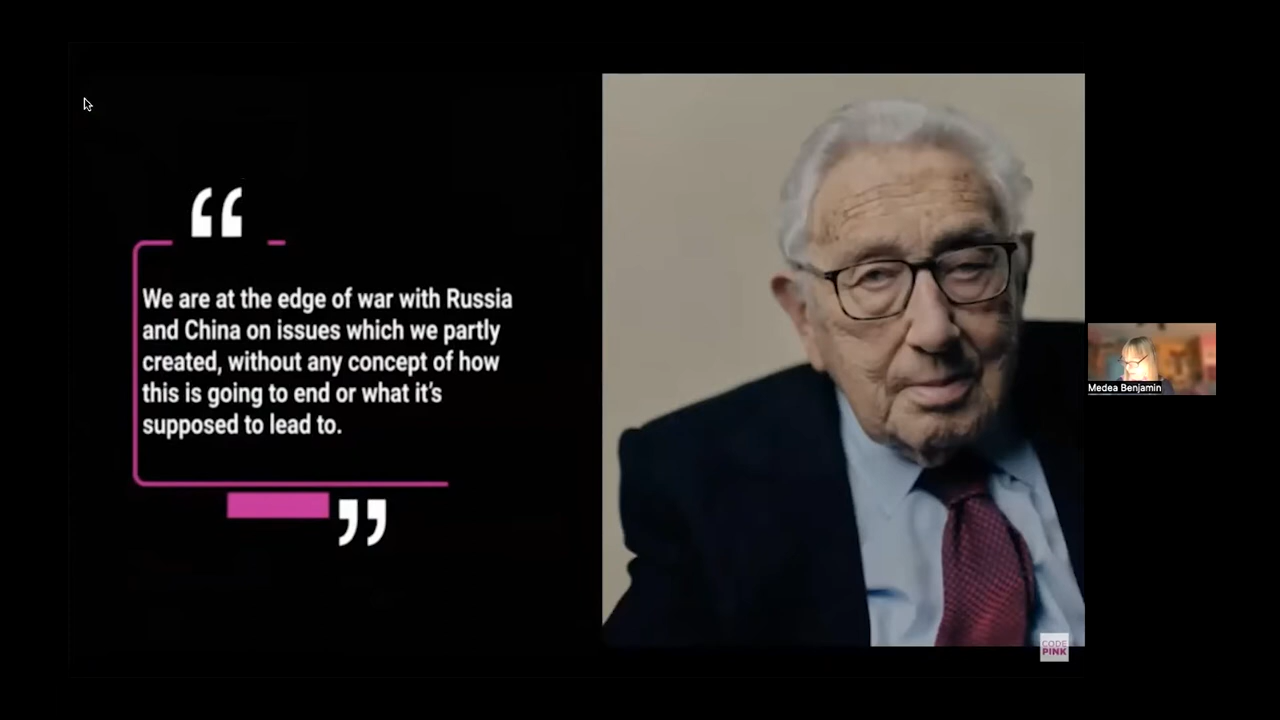 “
We are at the edge of war with Russia
and China on issues which we partly
created, without any concept of how
this is going to end or what it’s
supposed to lead to.
”
CODE
PINK
Medea Benjamin